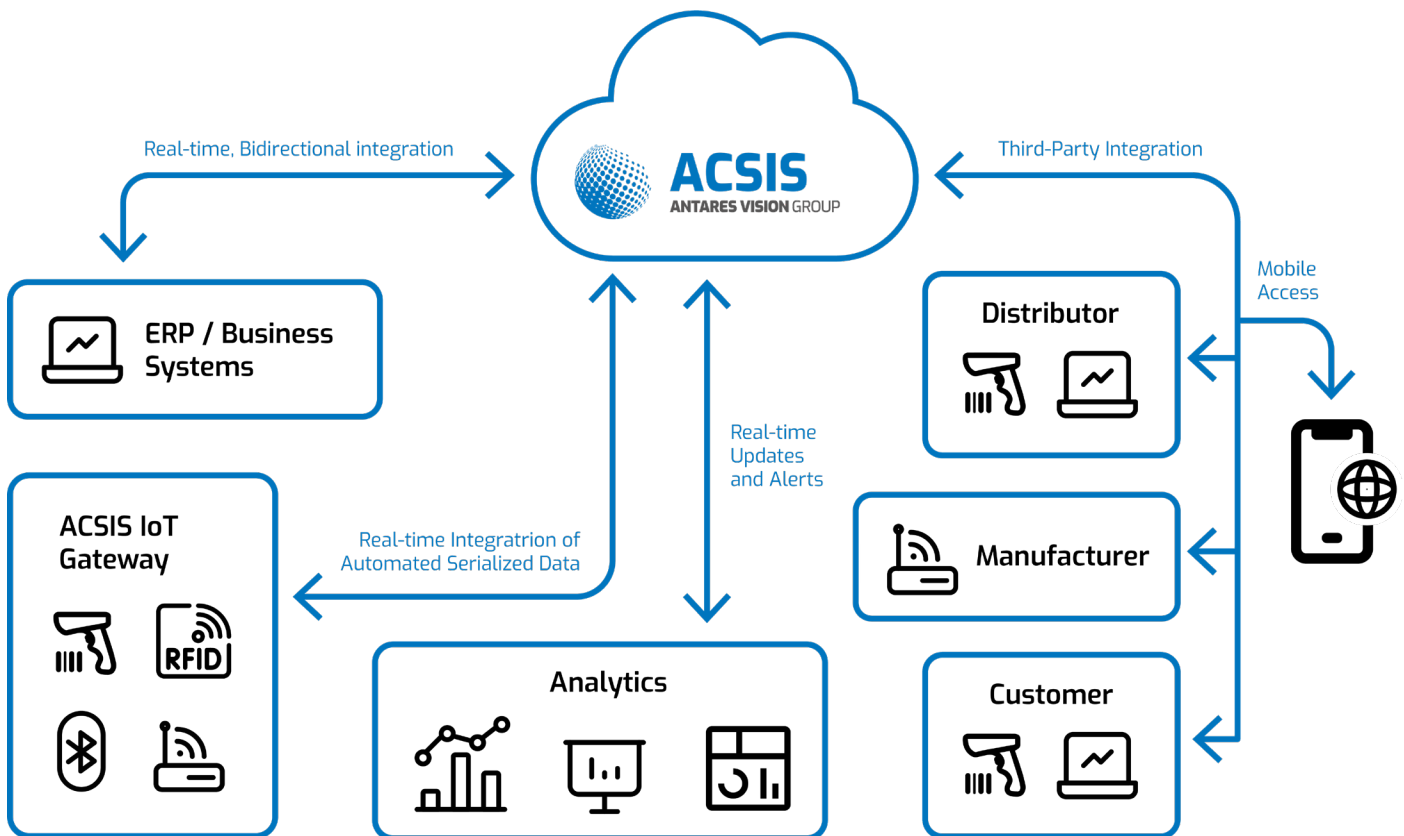 Real-time, Bidirectional integration
ACSIS
ANTARES VISION GROUP
Third-Party Integration
Mobile
Access
ERP / Business
Systems
Distributor
Real-time
Updates
and Alerts
ACSIS IoT
Gateway
RFID
Real-time Integratrion of
Automated Serialized Data
Manufacturer
Analytics
Customer